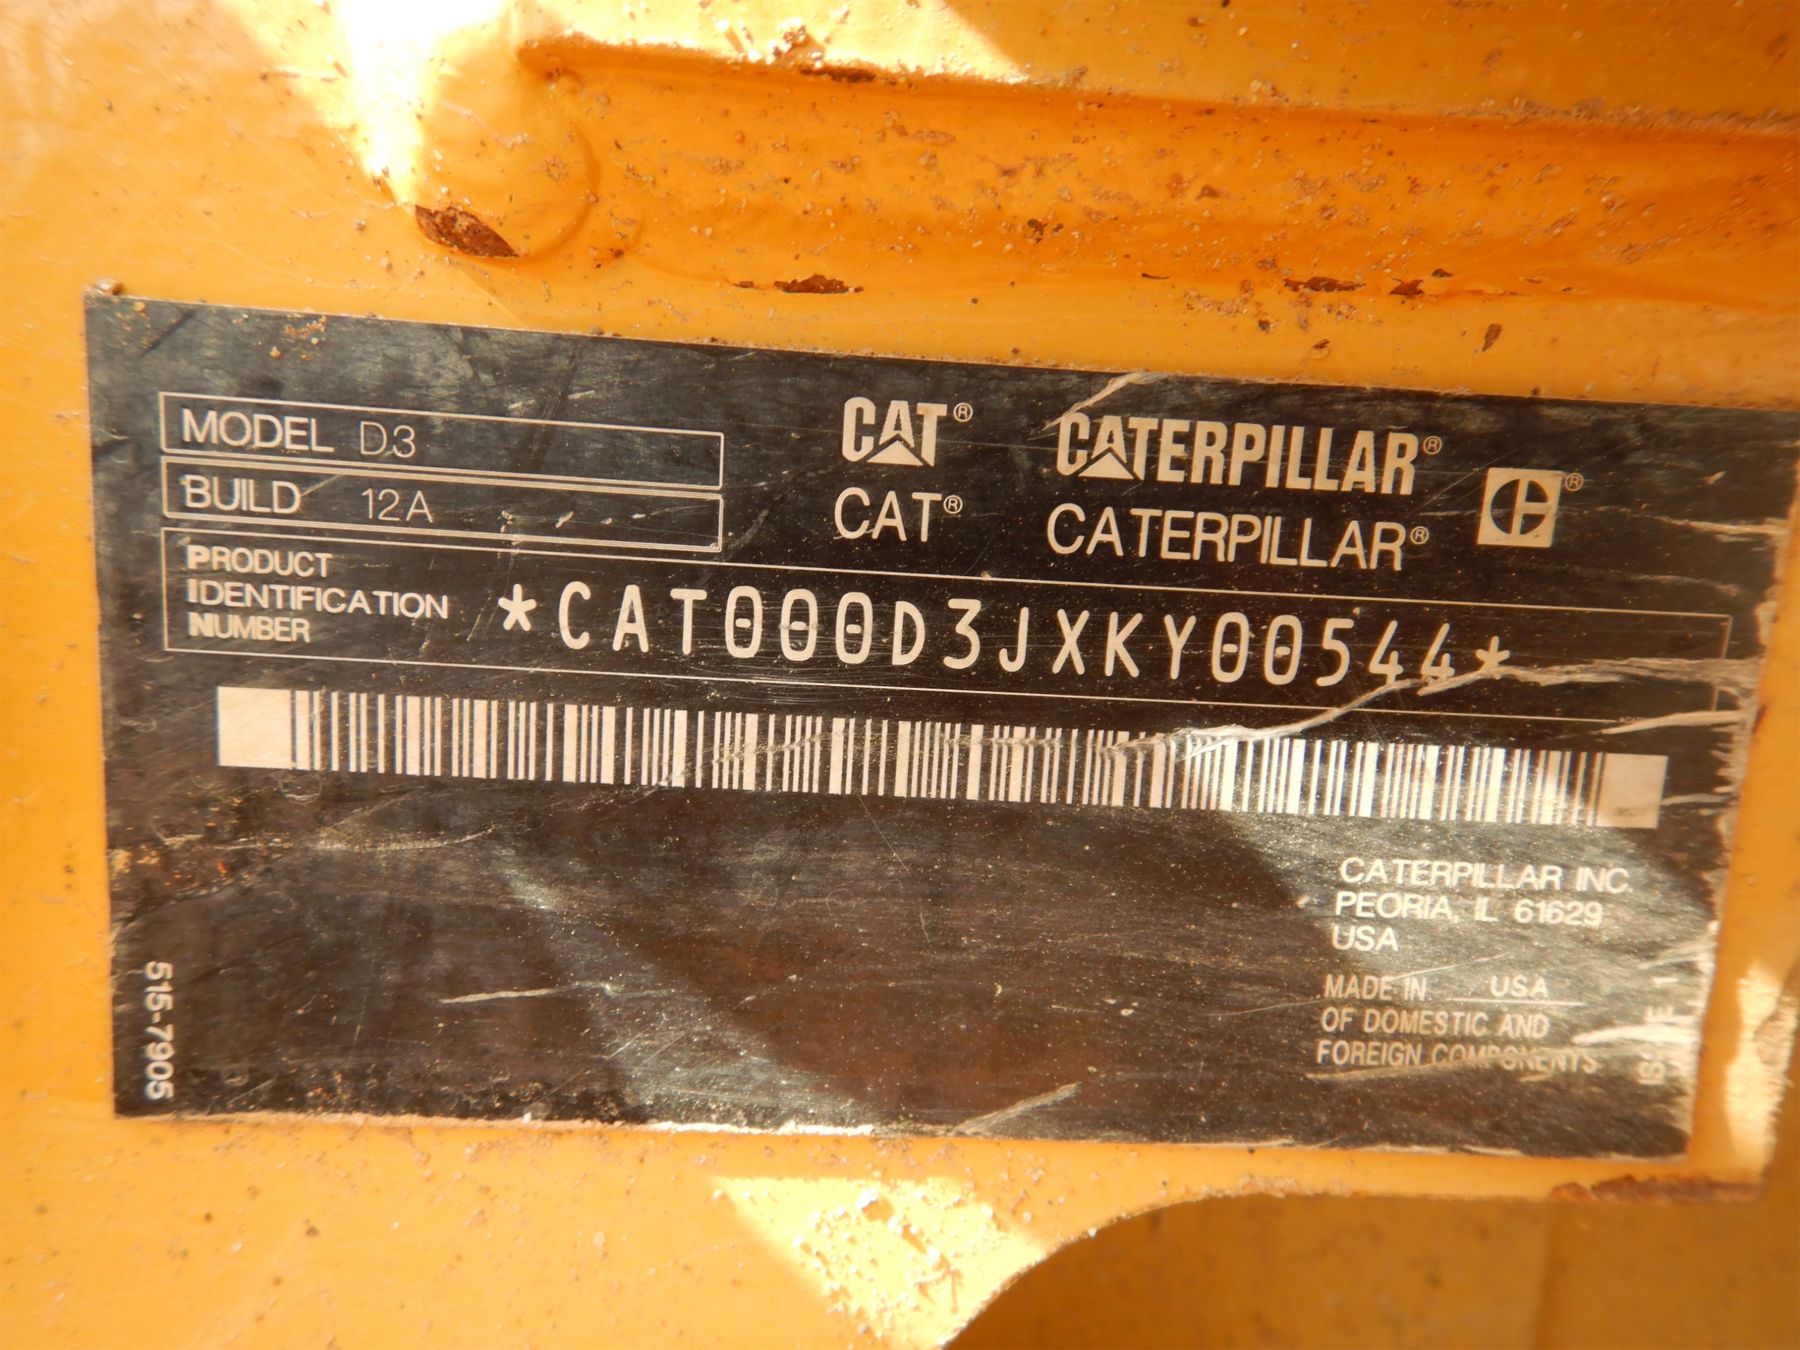 MODEL D3
BUILD 12A
CAT® CATERPILLAR®
CAT® CATERPILLAR® ®
PRODUCT
IDENTIFICATION
NUMBER
*CAT000D3JXKY00544*
CATERPILLAR INC.
PEORIA, IL 61629
USA
MADE IN USA
OF DOMESTIC AND
FOREIGN COMPONENTS
515-7905